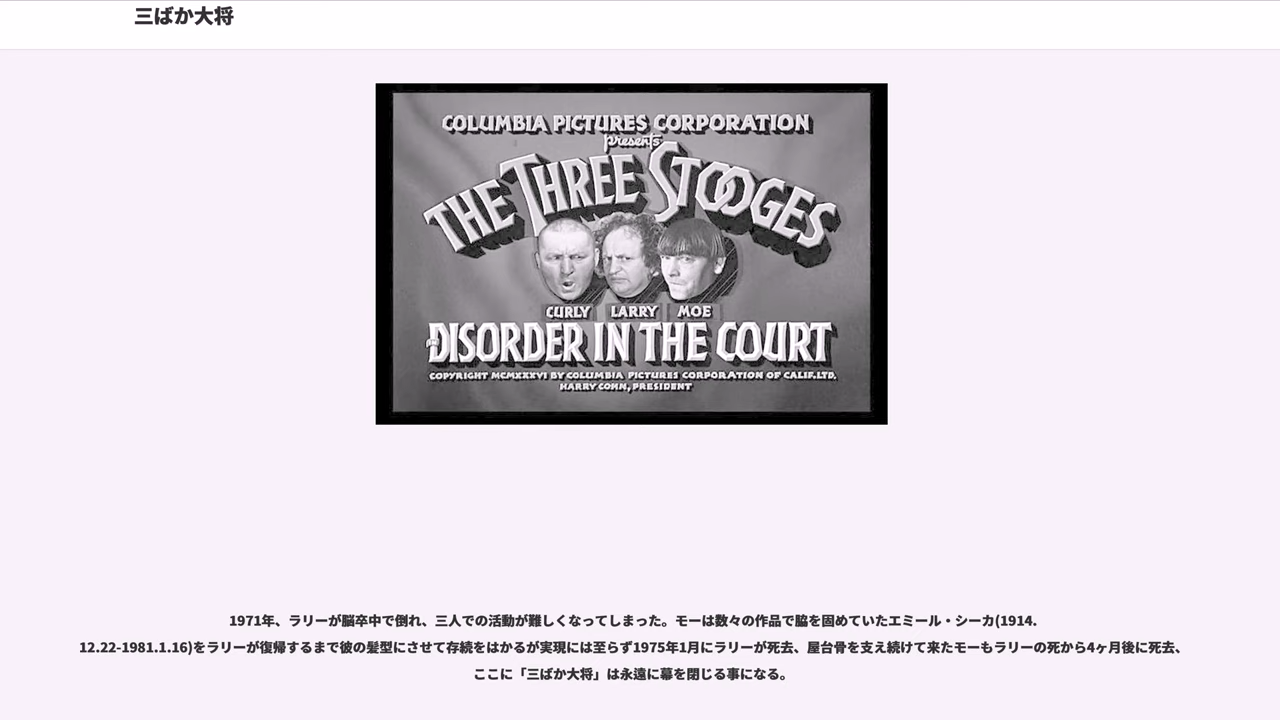 三ばか大将
COLUMBIA PICTURES CORPORATION
presents
THE THREE STOOGES
CURLY LARRY MOE
DISORDER IN THE COURT
COPYRIGHT MCMXXXVI BY COLUMBIA PICTURES CORPORATION OF CALIF.LTD.
HARRY COHN, PRESIDENT
1971年、ラリーが脳卒中で倒れ、三人での活動が難しくなってしまった。モーは数々の作品で脇を固めていたエミール・シーカ(1914.
12.22-1981.1.16)をラリーが復帰するまで彼の髪型にさせて存続をはかるが実現には至らず1975年1月にラリーが死去、屋台骨を支え続けて来たモーもラリーの死から4ヶ月後に死去、
ここに「三ばか大将」は永遠に幕を閉じる事になる。